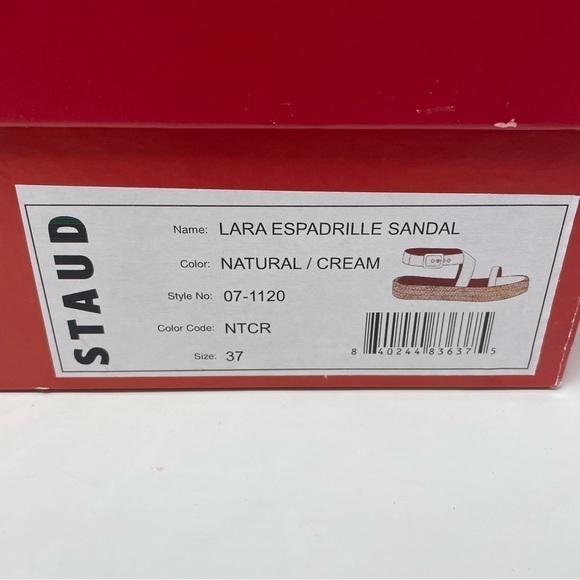 STAUD
Name: LARA ESPADRILLE SANDAL
Color: NATURAL / CREAM
Style No: 07-1120
Color Code: NTCR
Size: 37
8 40244 83637 5